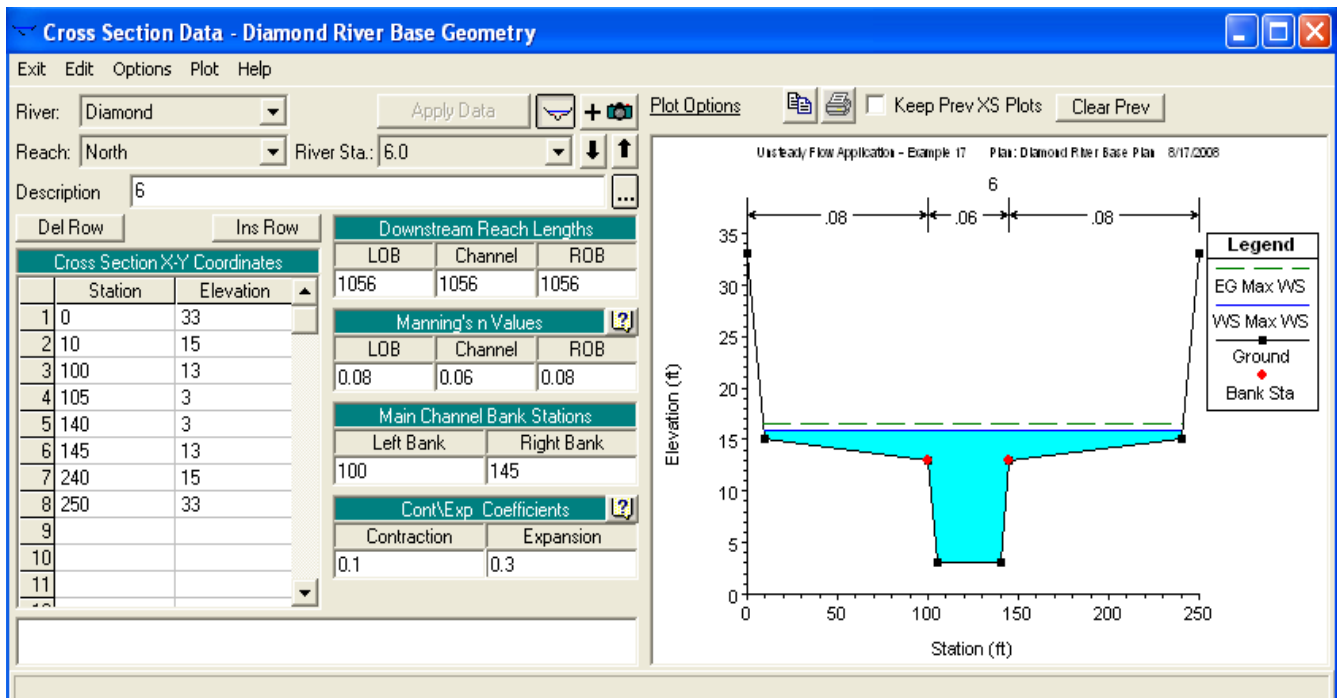 Cross Section Data - Diamond River Base Geometry
Exit Edit Options Plot Help
River: Diamond Apply Data
Plot Options Keep Prev XS Plots Clear Prev
Reach: North River Sta.: 6.0
Description 6 ...
Del Row Ins Row
Cross Section X-Y Coordinates
Station Elevation
1 0 33
2 10 15
3 100 13
4 105 3
5 140 3
6 145 13
7 240 15
8 250 33
9
10
11
Downstream Reach Lengths
LOB Channel ROB
1056 1056 1056
Manning's n Values
LOB Channel ROB
0.08 0.06 0.08
Main Channel Bank Stations
Left Bank Right Bank
100 145
Cont\Exp Coefficients
Contraction Expansion
0.1 0.3
Unsteady Flow Application - Example 17 Plan: Diamond River Base Plan 8/17/2008
6
.08 .06 .08
35
30
25
20
15
10
5
0
Elevation (ft)
0 50 100 150 200 250
Station (ft)
Legend
EG Max WS
WS Max WS
Ground
Bank Sta